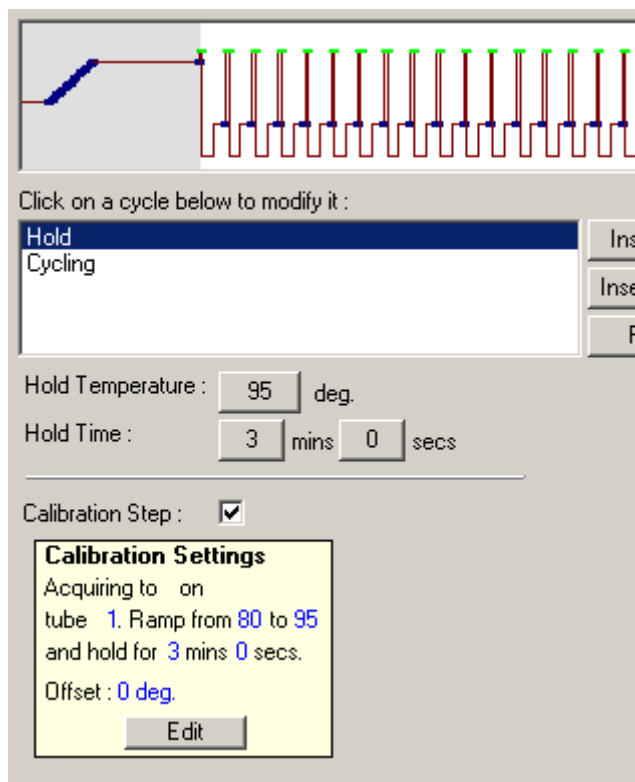 Click on a cycle below to modify it :
Hold
Cycling
Hold Temperature : 95 deg.
Hold Time : 3 mins 0 secs
Calibration Step :
Calibration Settings
Acquiring to on
tube 1. Ramp from 80 to 95
and hold for 3 mins 0 secs.
Offset : 0 deg.
Edit